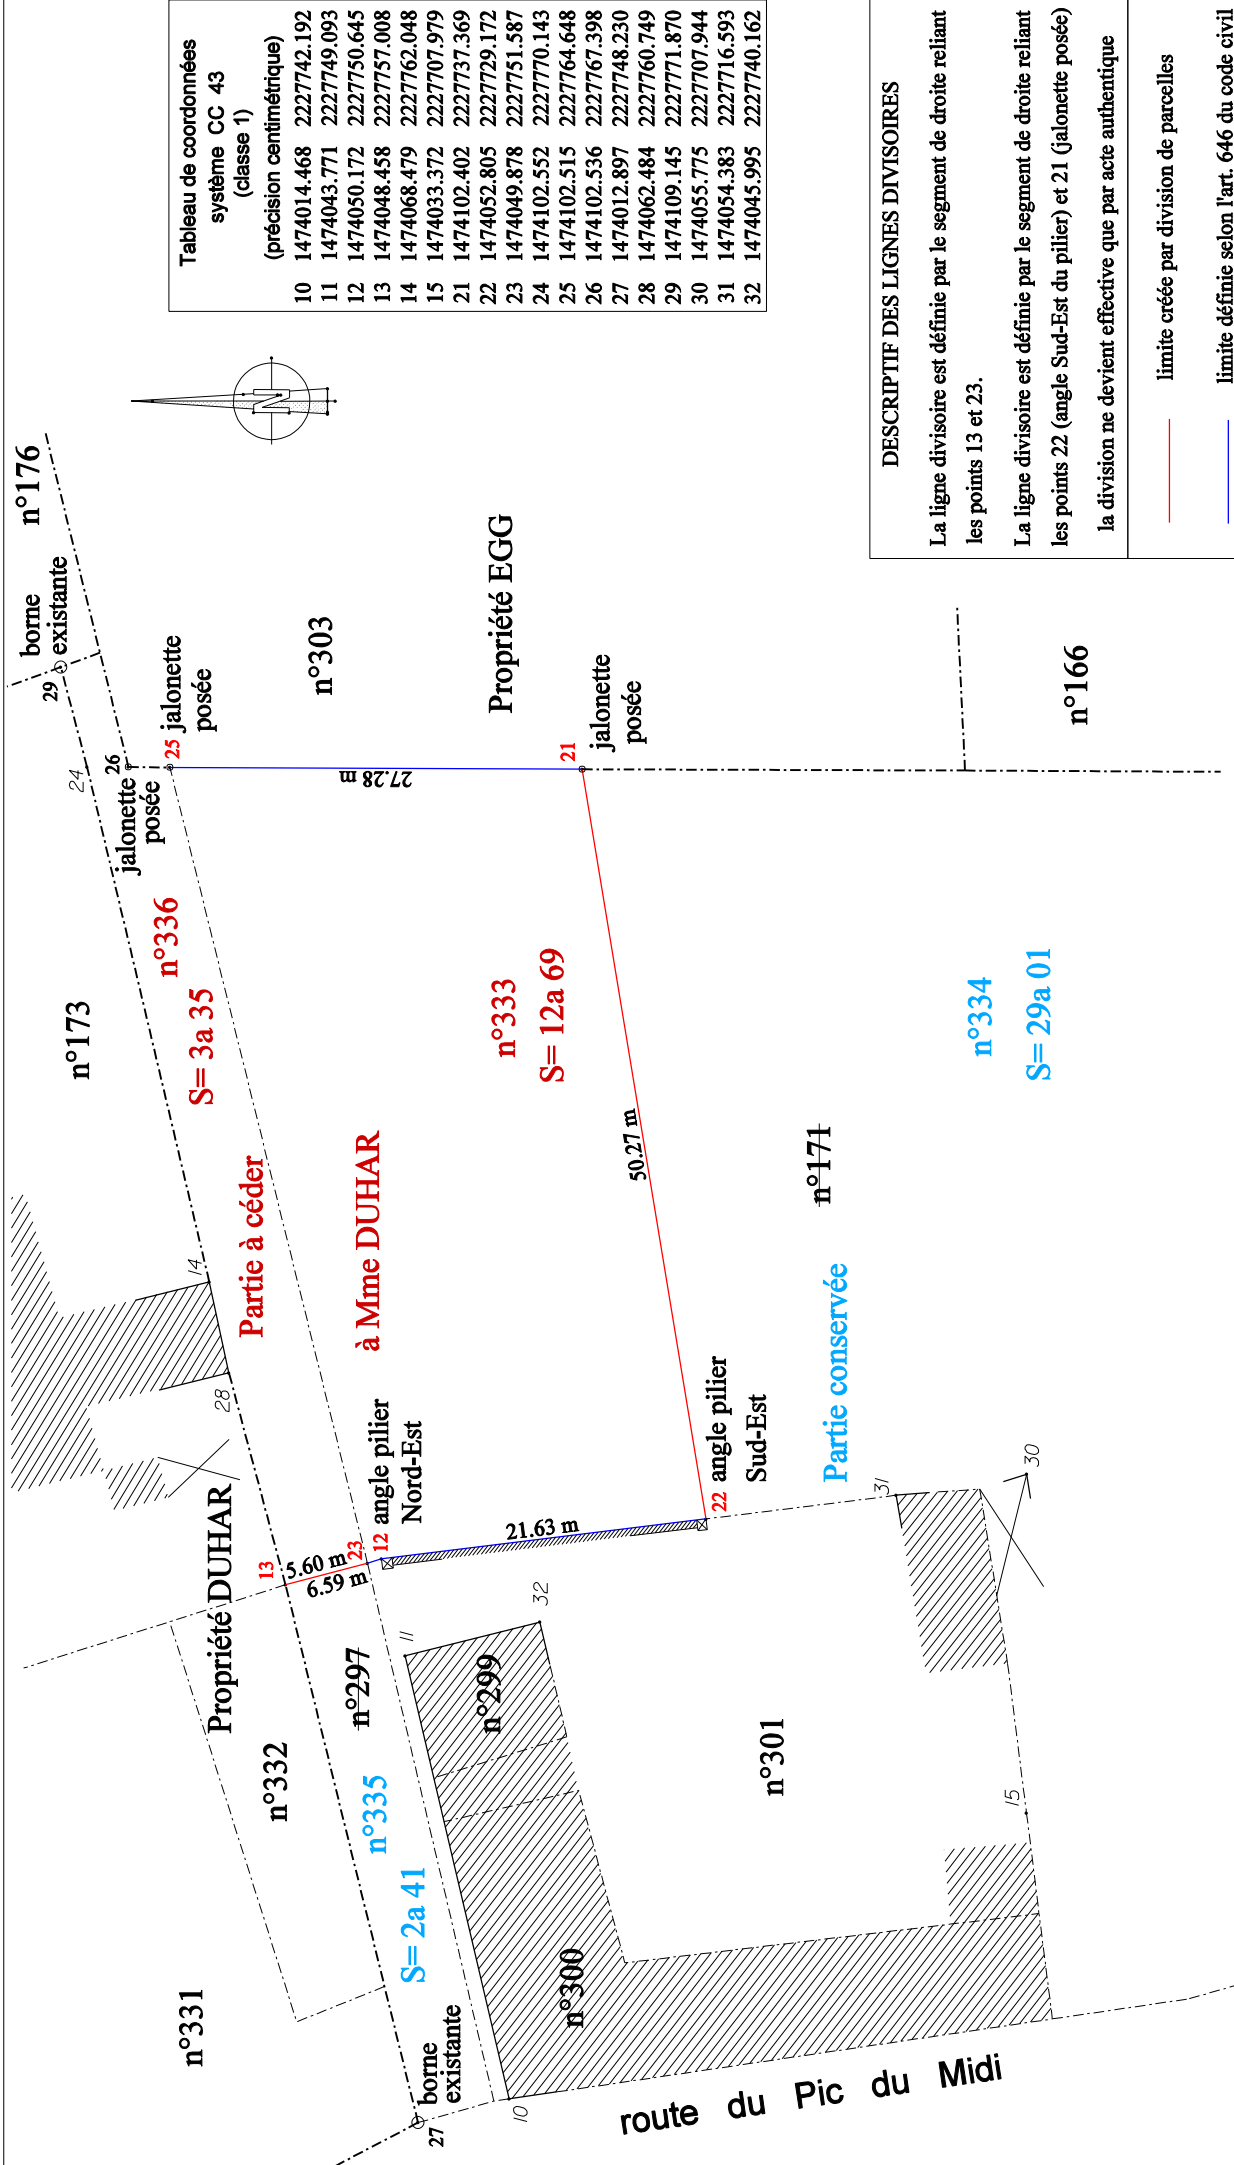 Tableau de coordonnées
système CC 43
(classe 1)
(précision centimétrique)
10 1474014.468 2227742.192
11 1474043.771 2227749.093
12 1474050.172 2227750.645
13 1474048.458 2227757.008
14 1474068.479 2227762.048
15 1474033.372 2227707.979
21 1474102.402 2227737.369
22 1474052.805 2227729.172
23 1474049.878 2227751.587
24 1474102.552 2227770.143
25 1474102.515 2227764.648
26 1474102.536 2227767.398
27 1474012.897 2227748.230
28 1474062.484 2227760.749
29 1474109.145 2227771.870
30 1474055.775 2227707.944
31 1474054.383 2227716.593
32 1474045.995 2227740.162
N
DESCRIPTIF DES LIGNES DIVISOIRES
La ligne divisoire est définie par le segment de droite reliant
les points 13 et 23.
La ligne divisoire est définie par le segment de droite reliant
les points 22 (angle Sud-Est du pilier) et 21 (jalonette posée)
la division ne devient effective que par acte authentique
limite créée par division de parcelles
limite définie selon l'art. 646 du code civil
n°176
borne
existante
29
24
26
jalonette
posée
25
jalonette
posée
n°303
Propriété EGG
27.28 m
21
jalonette
posée
n°166
n°173
n°336
S= 3a 35
n°333
S= 12a 69
n°334
S= 29a 01
Partie à céder
à Mme DUHAR
50.27 m
n°171
Partie conservée
14
28
13
5.60 m
6.59 m
23
12
angle pilier
Nord-Est
21.63 m
22
angle pilier
Sud-Est
31
30
Propriété DUHAR
n°332
n°297
n°335
S= 2a 41
11
32
n°299
n°301
15
n°331
n°300
borne
existante
27
10
route du Pic du Midi